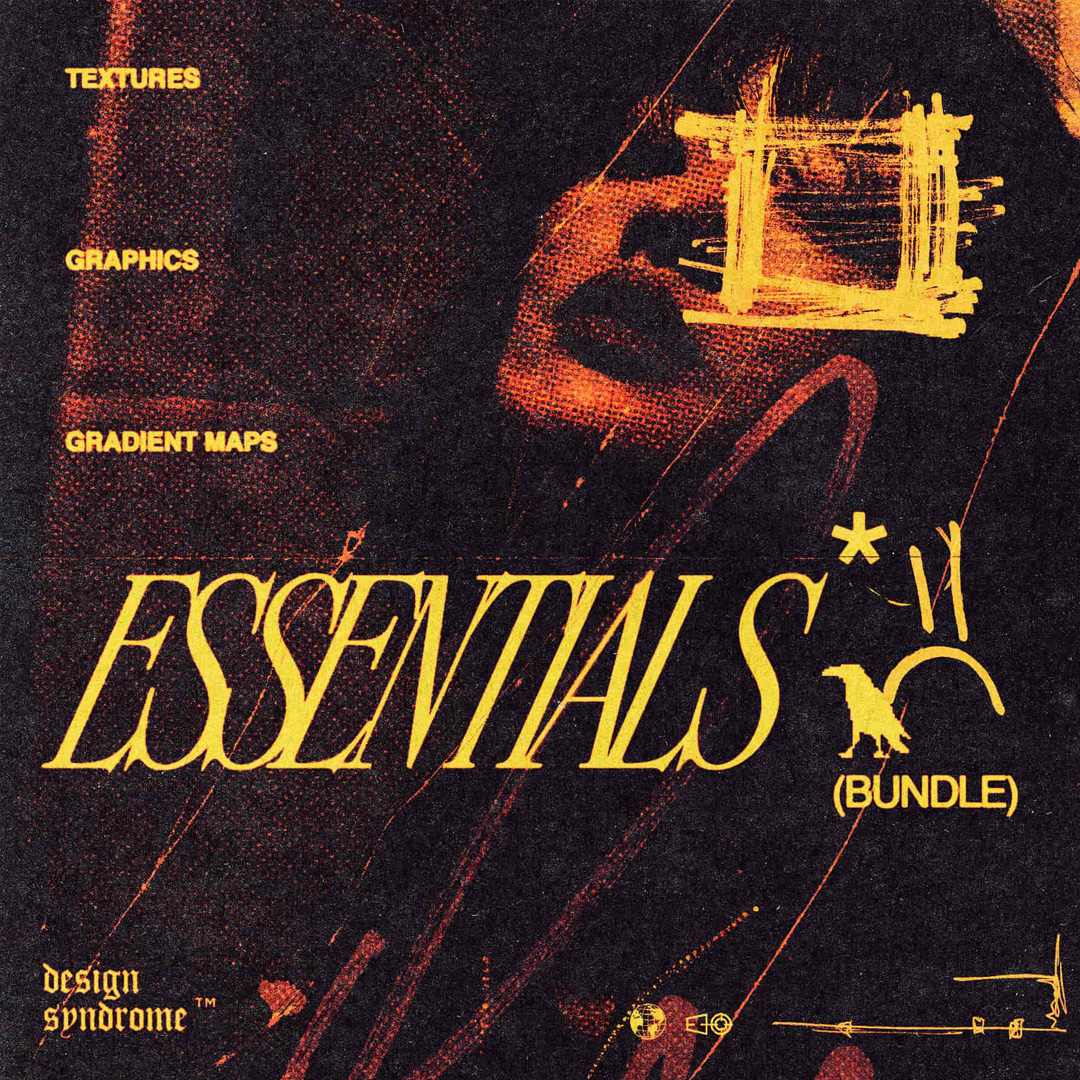 TEXTURES
GRAPHICS
GRADIENT MAPS
ESSENTIALS*
(BUNDLE)
design
syndrome™